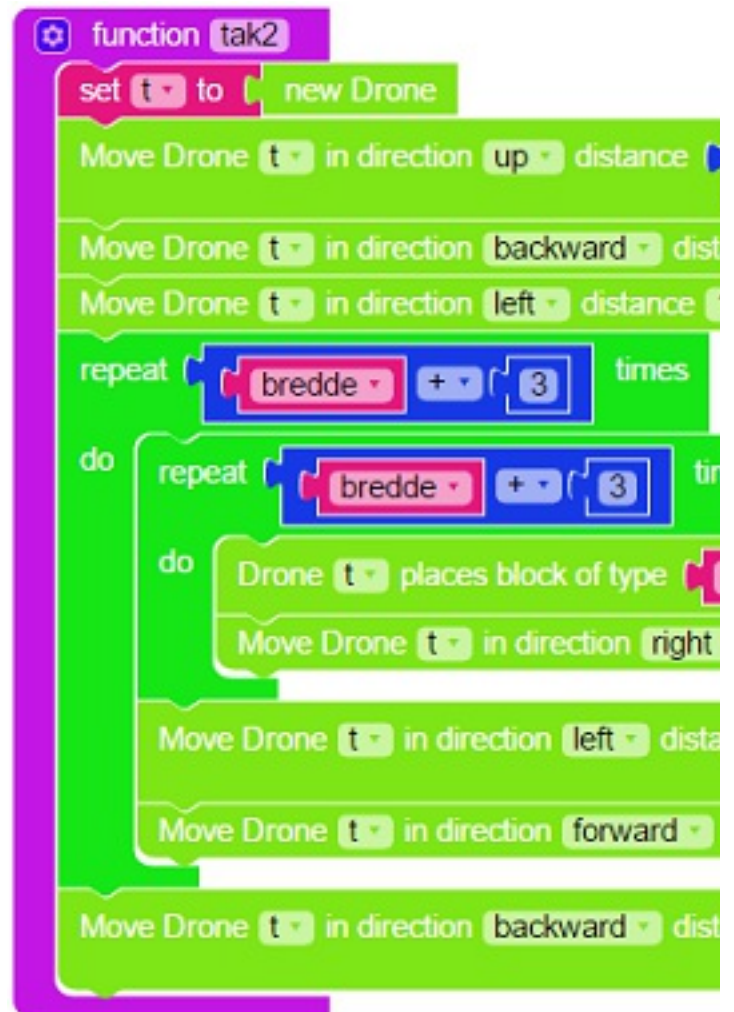 function tak2
set t to new Drone
Move Drone t in direction up distance
Move Drone t in direction backward
Move Drone t in direction left distance
repeat bredde + 3 times
do repeat bredde + 3
do Drone t places block of type
Move Drone t in direction right
Move Drone t in direction left
Move Drone t in direction forward
Move Drone t in direction backward